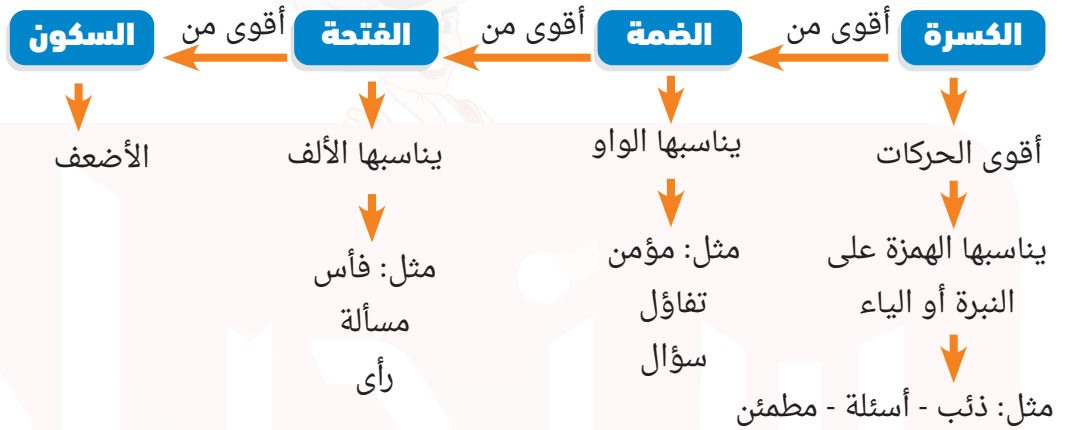 الكسرة
أقوى من
الضمة
أقوى من
الفتحة
أقوى من
السكون
أقوى الحركات
يناسبها الهمزة على
النبرة أو الياء
مثل: ذئب - أسئلة - مطمئن
يناسبها الواو
مثل: مؤمن
تفاؤل
سؤال
يناسبها الألف
مثل: فأس
مسألة
رأى
الأضعف